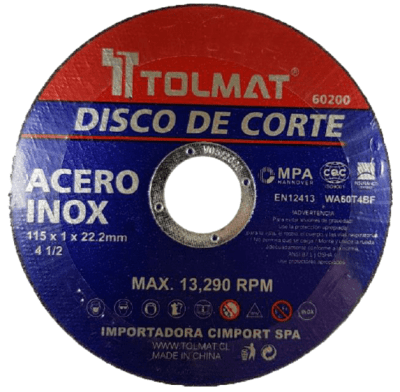 TOLMAT®
60200
DISCO DE CORTE
ACERO
INOX
115 x 1 x 22.2mm
4 1/2
MPA
HANNOVER
EN12413 WA60T4BF
¡ADVERTENCIA!
MAX. 13,290 RPM
IMPORTADORA CIMPORT SPA
WWW.TOLMAT.CL
MADE IN CHINA